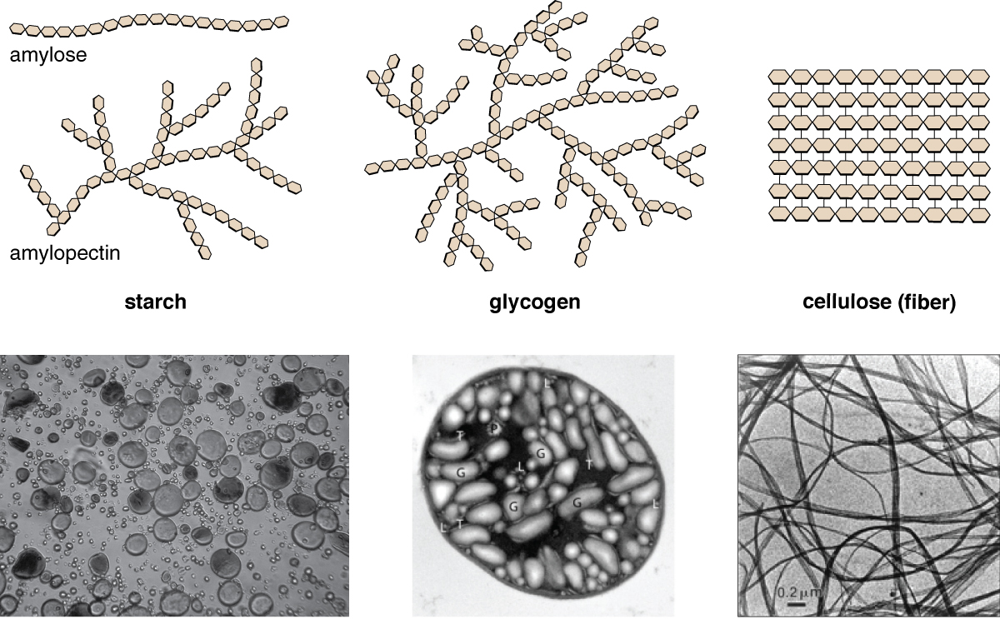 amylose
amylopectin
starch
glycogen
cellulose (fiber)
L
T
P
G
L
T
G
G
G
L
L
T
0.2 μm